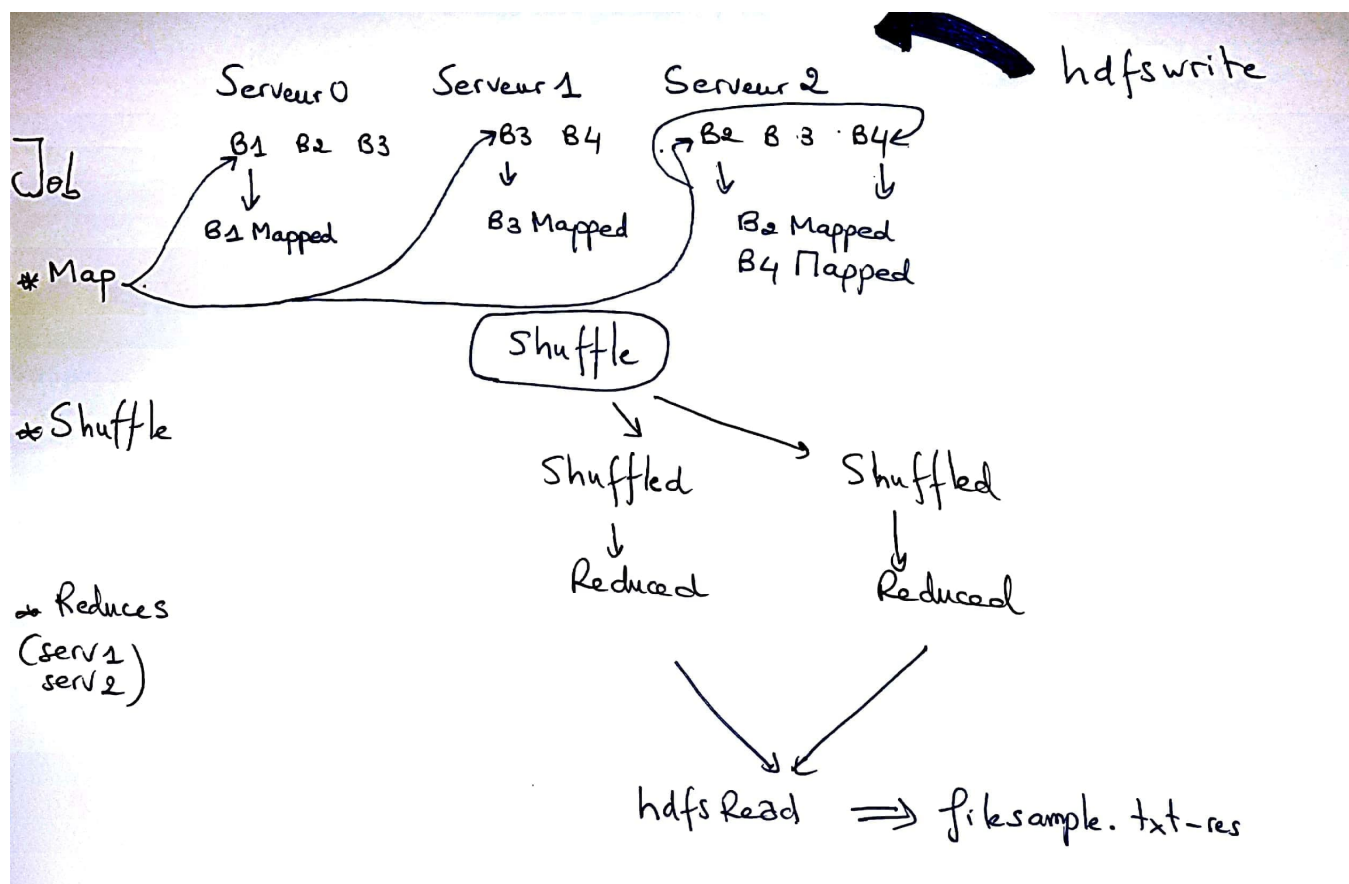 hdfswrite
Serveur 0 Serveur 1 Serveur 2
Job
B1 B2 B3 B3 B4 B2 B3 B4
B1 Mapped B3 Mapped B2 Mapped
B4 Mapped
* Map
Shuffle
* Shuffle
Shuffled Shuffled
Reduced Reduced
* Reduces
(serv1
serv2)
hdfsRead => filesample.txt-res